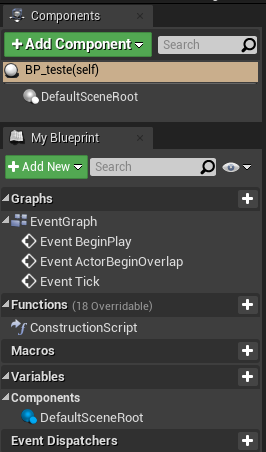 Components
+ Add Component
Search
BP_teste(self)
DefaultSceneRoot
My Blueprint
+ Add New
Search
Graphs
EventGraph
Event BeginPlay
Event ActorBeginOverlap
Event Tick
Functions (18 Overridable)
ConstructionScript
Macros
Variables
Components
DefaultSceneRoot
Event Dispatchers